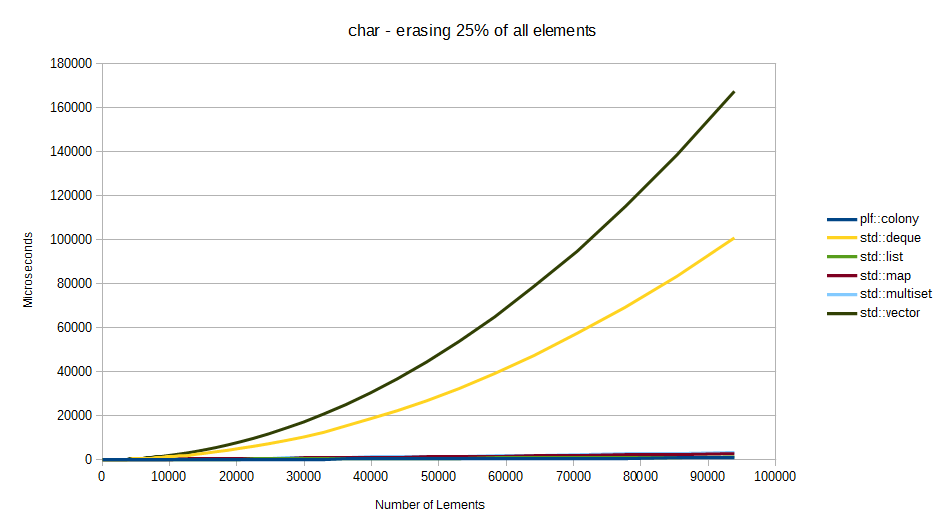 char - erasing 25% of all elements
180000
160000
140000
120000
100000
80000
60000
40000
20000
0
Microseconds
0 10000 20000 30000 40000 50000 60000 70000 80000 90000 100000
Number of Lements
plf::colony
std::deque
std::list
std::map
std::multiset
std::vector